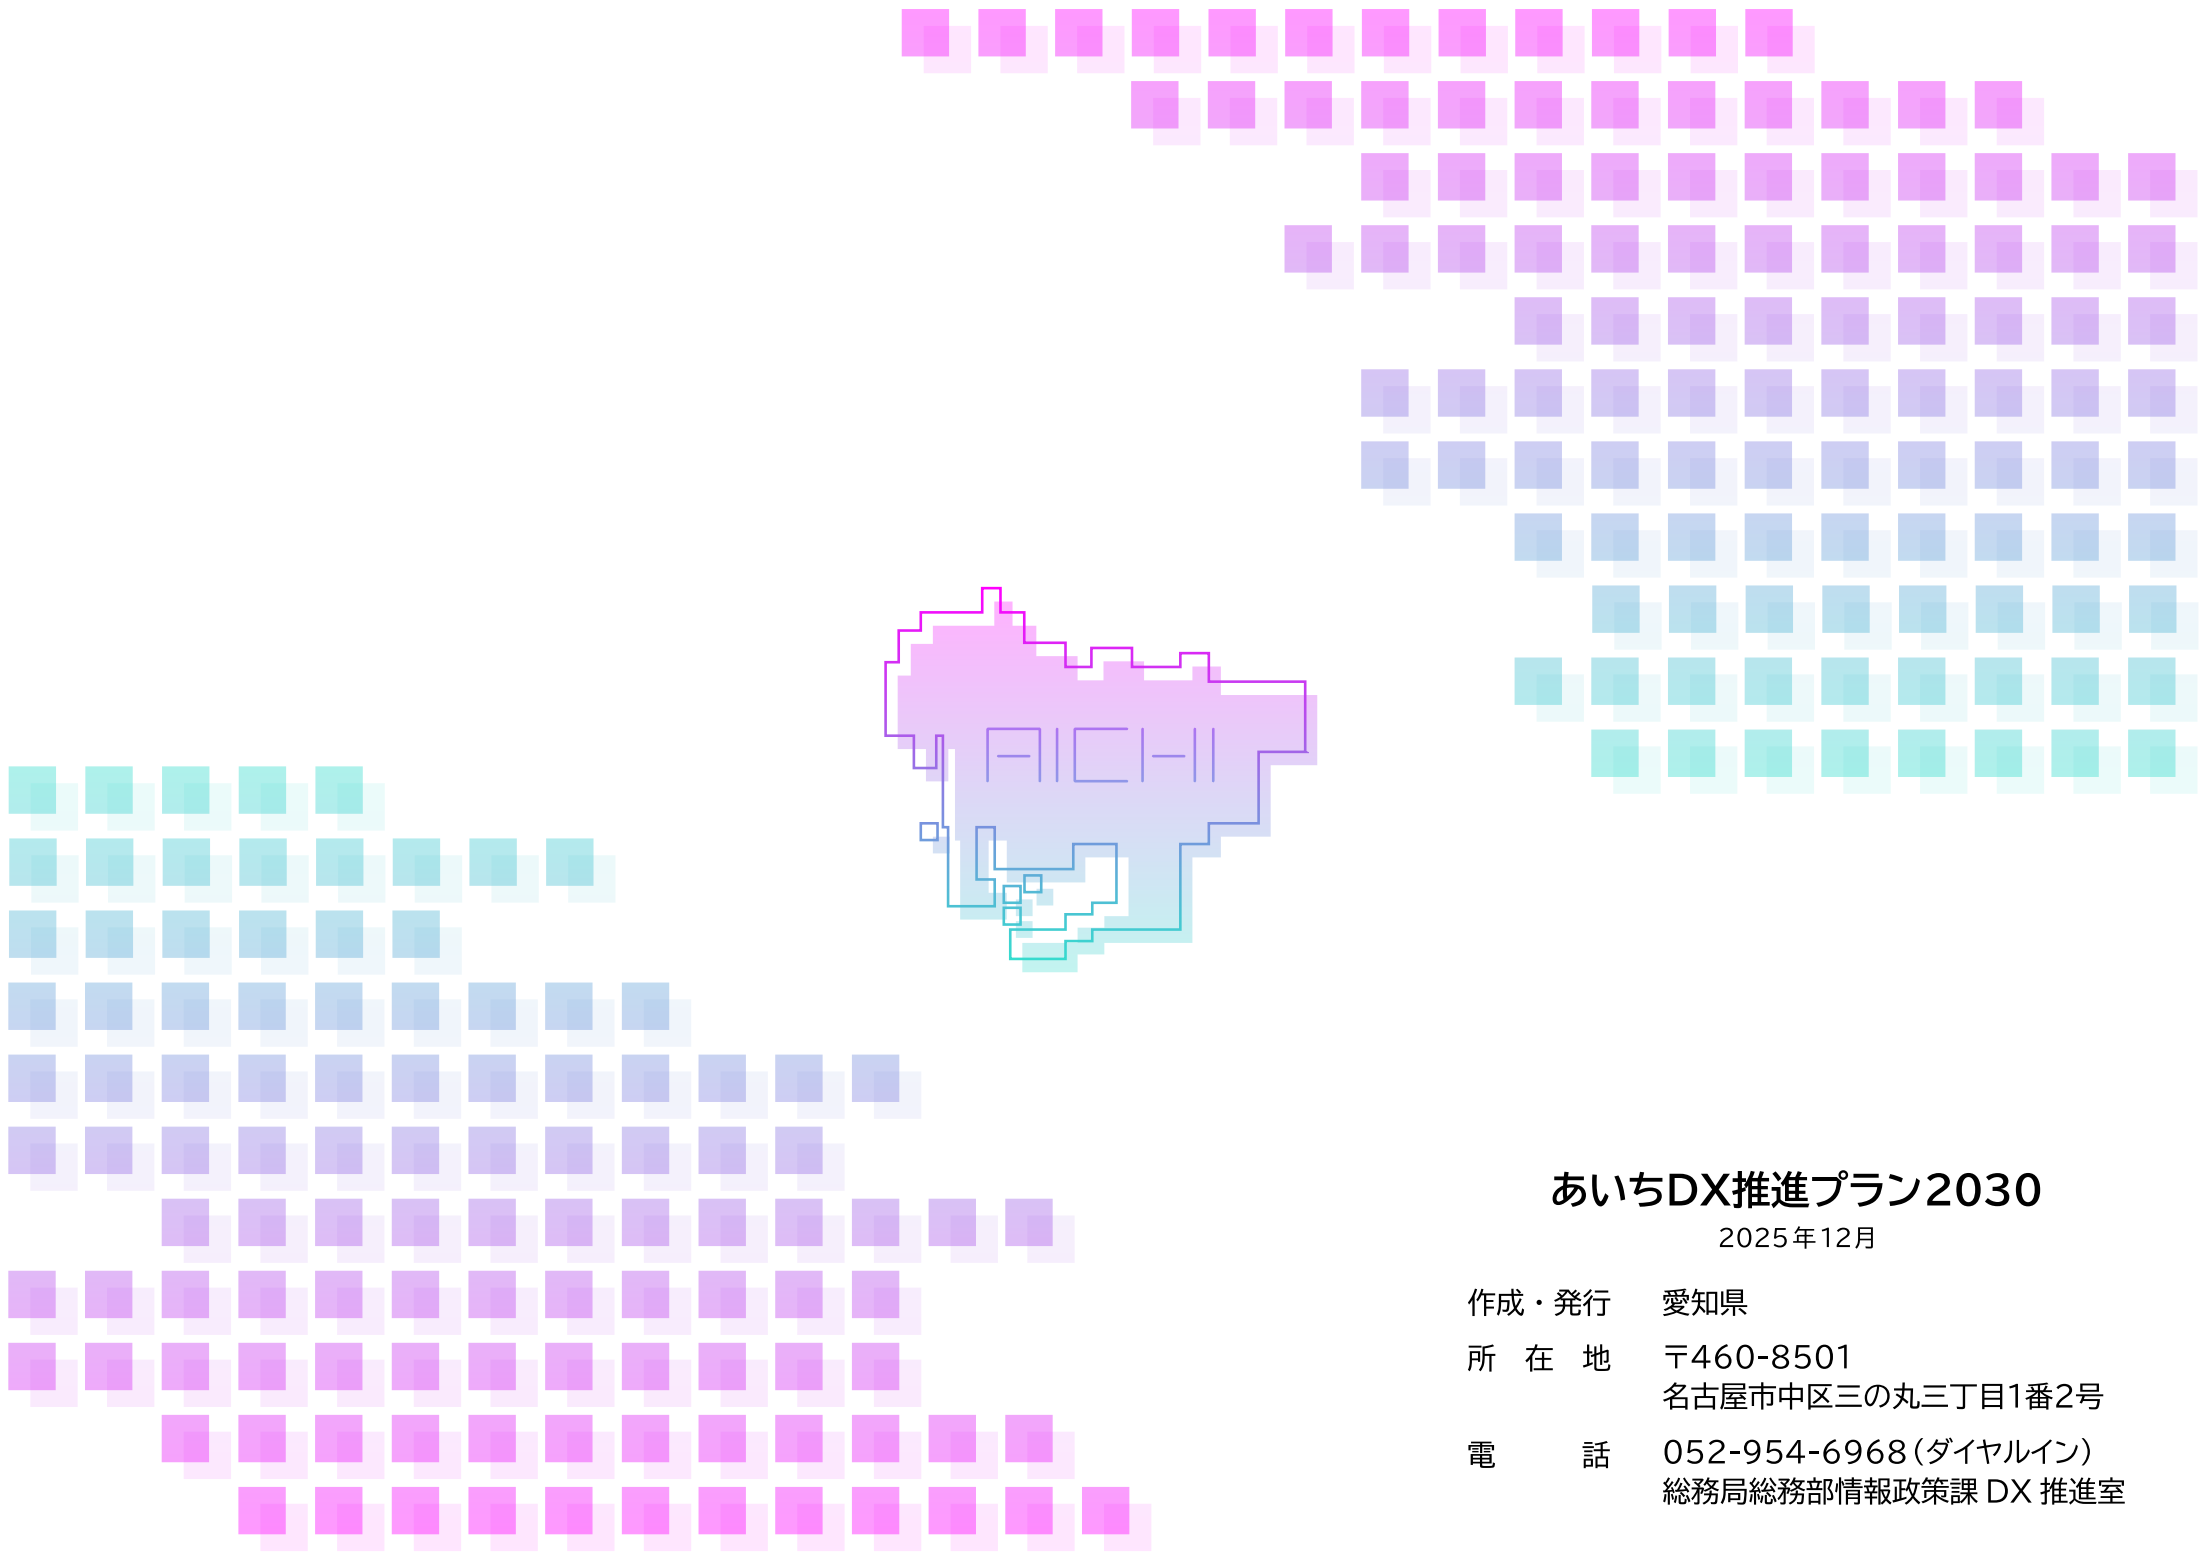 AICHI
あいちDX推進プラン2030
2025年12月
作成・発行 愛知県
所在地 〒460-8501
名古屋市中区三の丸三丁目1番2号
電話 052-954-6968(ダイヤルイン)
総務局総務部情報政策課 DX 推進室